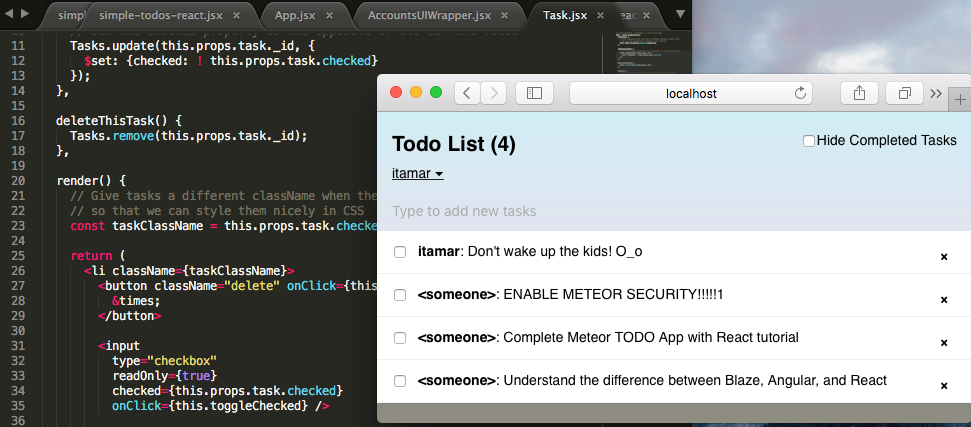 simpl
simple-todos-react.jsx
App.jsx
AccountsUIWrapper.jsx
Task.jsx
eac
11 Tasks.update(this.props.task._id, {
12 $set: {checked: ! this.props.task.checked}
13 });
14 },
15
16 deleteThisTask() {
17 Tasks.remove(this.props.task._id);
18 },
19
20 render() {
21 // Give tasks a different className when the
22 // so that we can style them nicely in CSS
23 const taskClassName = this.props.task.checke
24
25 return (
26 <li className={taskClassName}>
27 <button className="delete" onClick={this
28 &times;
29 </button>
30
31 <input
32 type="checkbox"
33 readOnly={true}
34 checked={this.props.task.checked}
35 onClick={this.toggleChecked} />
36
localhost
Todo List (4)
Hide Completed Tasks
itamar
Type to add new tasks
itamar: Don't wake up the kids! O_o ×
<someone>: ENABLE METEOR SECURITY!!!!!1 ×
<someone>: Complete Meteor TODO App with React tutorial ×
<someone>: Understand the difference between Blaze, Angular, and React ×